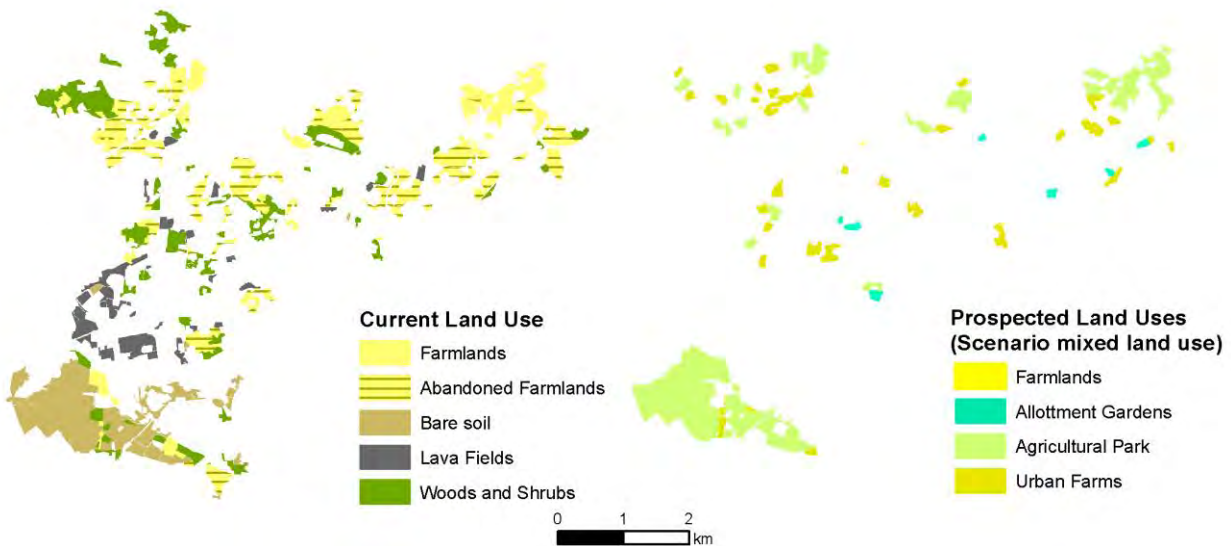 Current Land Use
Farmlands
Abandoned Farmlands
Bare soil
Lava Fields
Woods and Shrubs
0 1 2
km
Prospected Land Uses
(Scenario mixed land use)
Farmlands
Allottment Gardens
Agricultural Park
Urban Farms